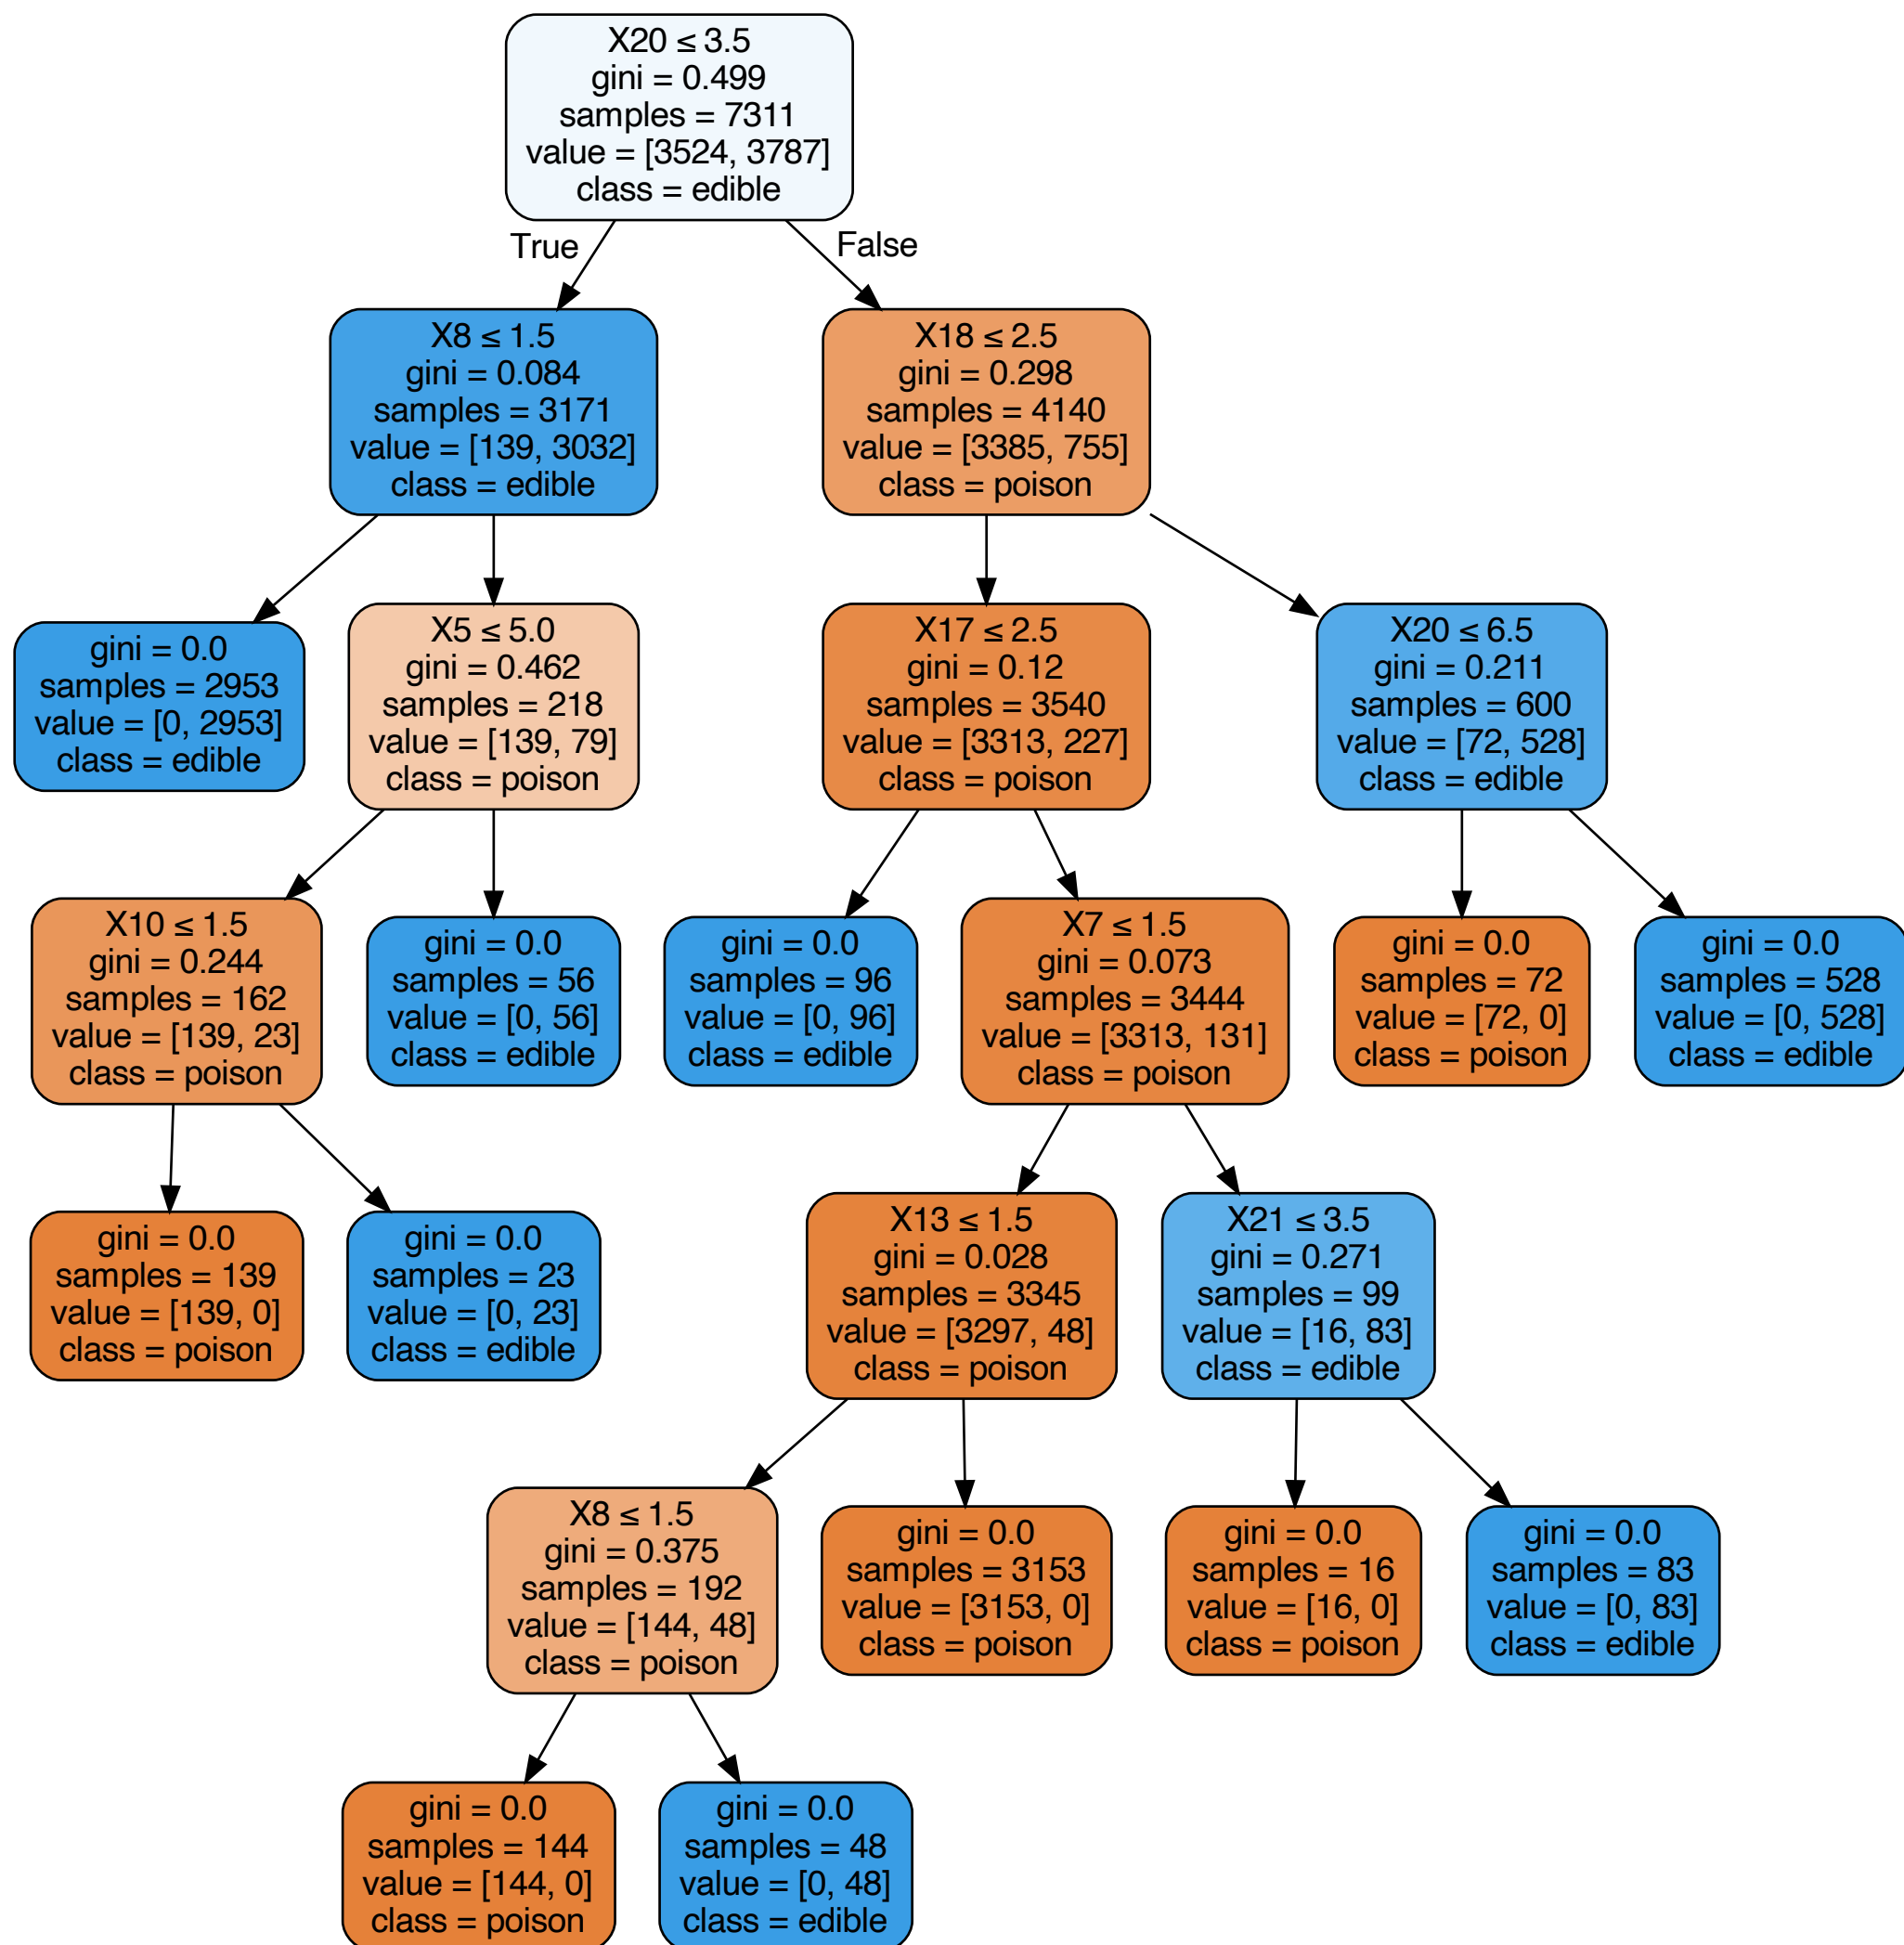 X20 ≤ 3.5
gini = 0.499
samples = 7311
value = [3524, 3787]
class = edible
True
False
X8 ≤ 1.5
gini = 0.084
samples = 3171
value = [139, 3032]
class = edible
X18 ≤ 2.5
gini = 0.298
samples = 4140
value = [3385, 755]
class = poison
gini = 0.0
samples = 2953
value = [0, 2953]
class = edible
X5 ≤ 5.0
gini = 0.462
samples = 218
value = [139, 79]
class = poison
X17 ≤ 2.5
gini = 0.12
samples = 3540
value = [3313, 227]
class = poison
X20 ≤ 6.5
gini = 0.211
samples = 600
value = [72, 528]
class = edible
X10 ≤ 1.5
gini = 0.244
samples = 162
value = [139, 23]
class = poison
gini = 0.0
samples = 56
value = [0, 56]
class = edible
gini = 0.0
samples = 96
value = [0, 96]
class = edible
X7 ≤ 1.5
gini = 0.073
samples = 3444
value = [3313, 131]
class = poison
gini = 0.0
samples = 72
value = [72, 0]
class = poison
gini = 0.0
samples = 528
value = [0, 528]
class = edible
gini = 0.0
samples = 139
value = [139, 0]
class = poison
gini = 0.0
samples = 23
value = [0, 23]
class = edible
X13 ≤ 1.5
gini = 0.028
samples = 3345
value = [3297, 48]
class = poison
X21 ≤ 3.5
gini = 0.271
samples = 99
value = [16, 83]
class = edible
X8 ≤ 1.5
gini = 0.375
samples = 192
value = [144, 48]
class = poison
gini = 0.0
samples = 3153
value = [3153, 0]
class = poison
gini = 0.0
samples = 16
value = [16, 0]
class = poison
gini = 0.0
samples = 83
value = [0, 83]
class = edible
gini = 0.0
samples = 144
value = [144, 0]
class = poison
gini = 0.0
samples = 48
value = [0, 48]
class = edible